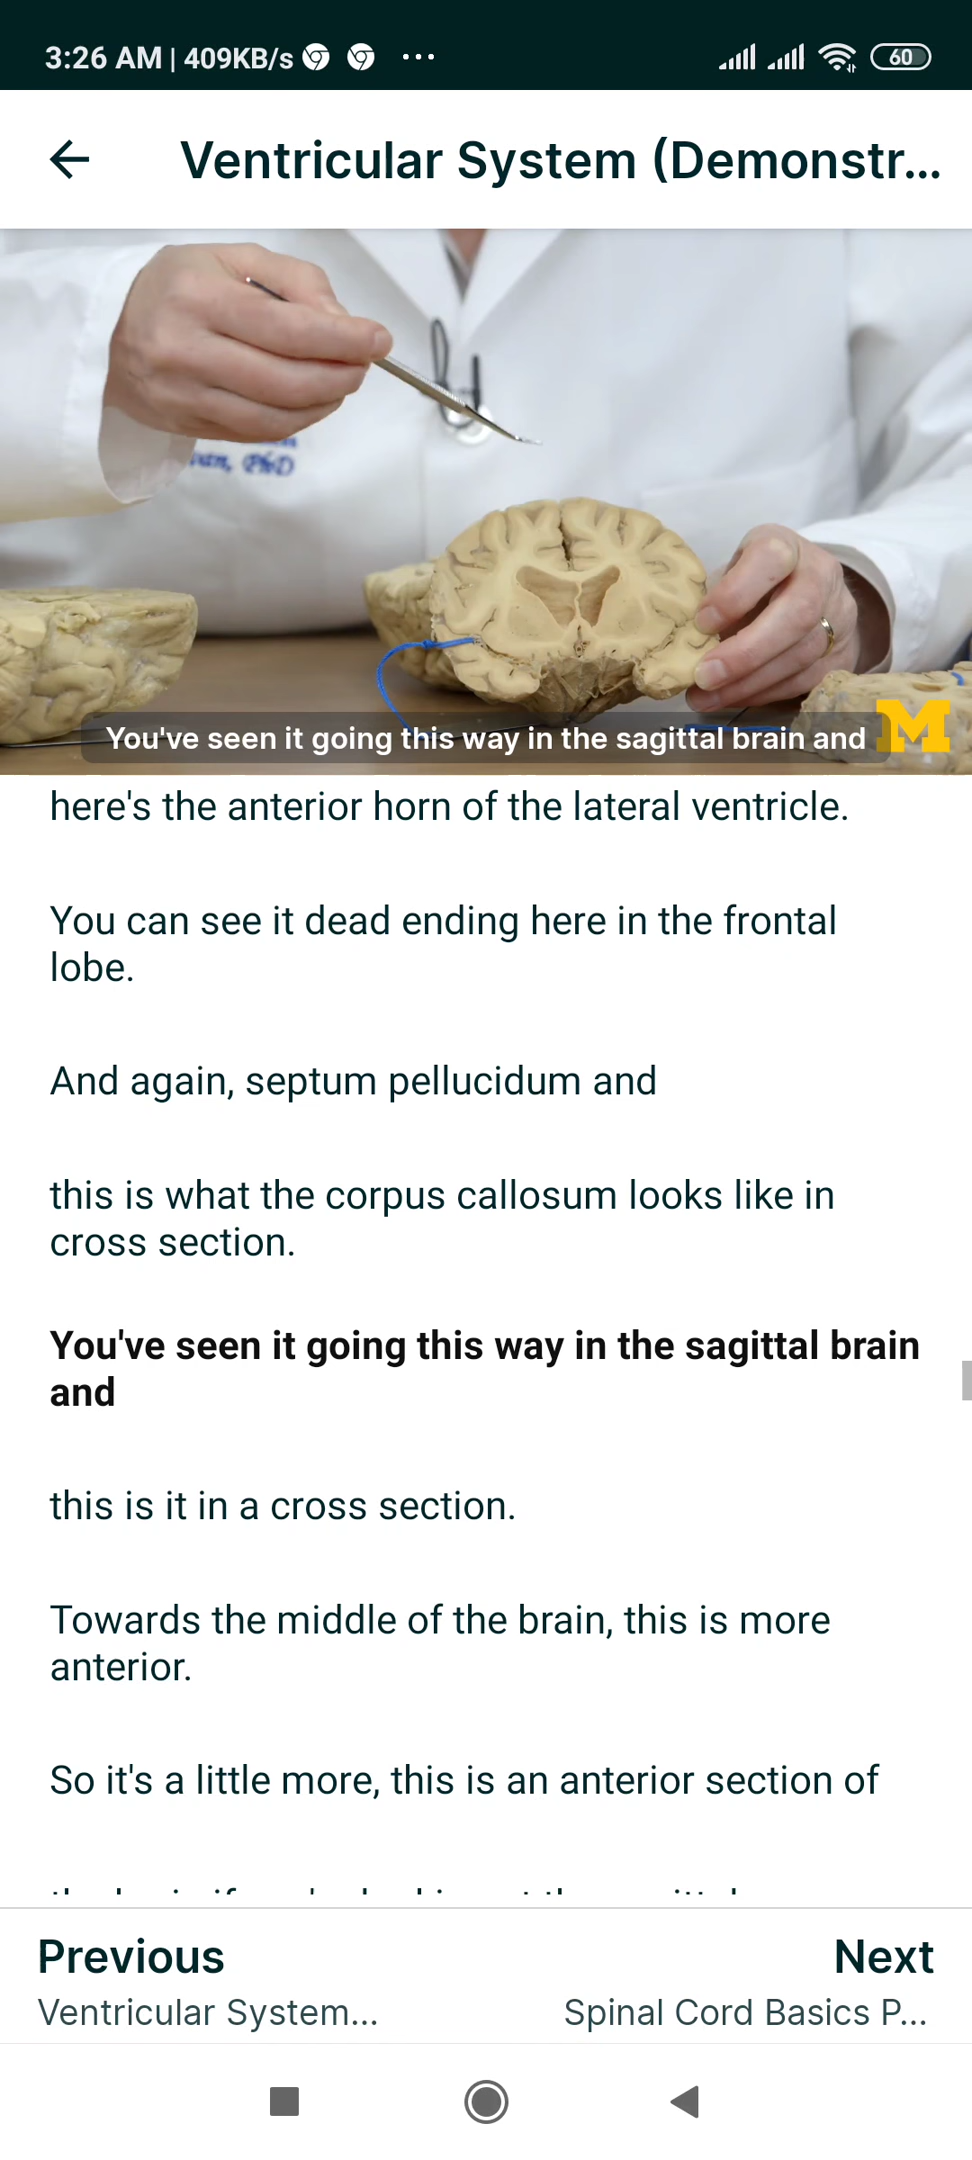 3:26 AM | 409KB/s ...
60
Ventricular System (Demonstr...
PhD
You've seen it going this way in the sagittal brain and
M
here's the anterior horn of the lateral ventricle.
You can see it dead ending here in the frontal
lobe.
And again, septum pellucidum and
this is what the corpus callosum looks like in
cross section.
You've seen it going this way in the sagittal brain
and
this is it in a cross section.
Towards the middle of the brain, this is more
anterior.
So it's a little more, this is an anterior section of
Previous
Next
Ventricular System...
Spinal Cord Basics P...